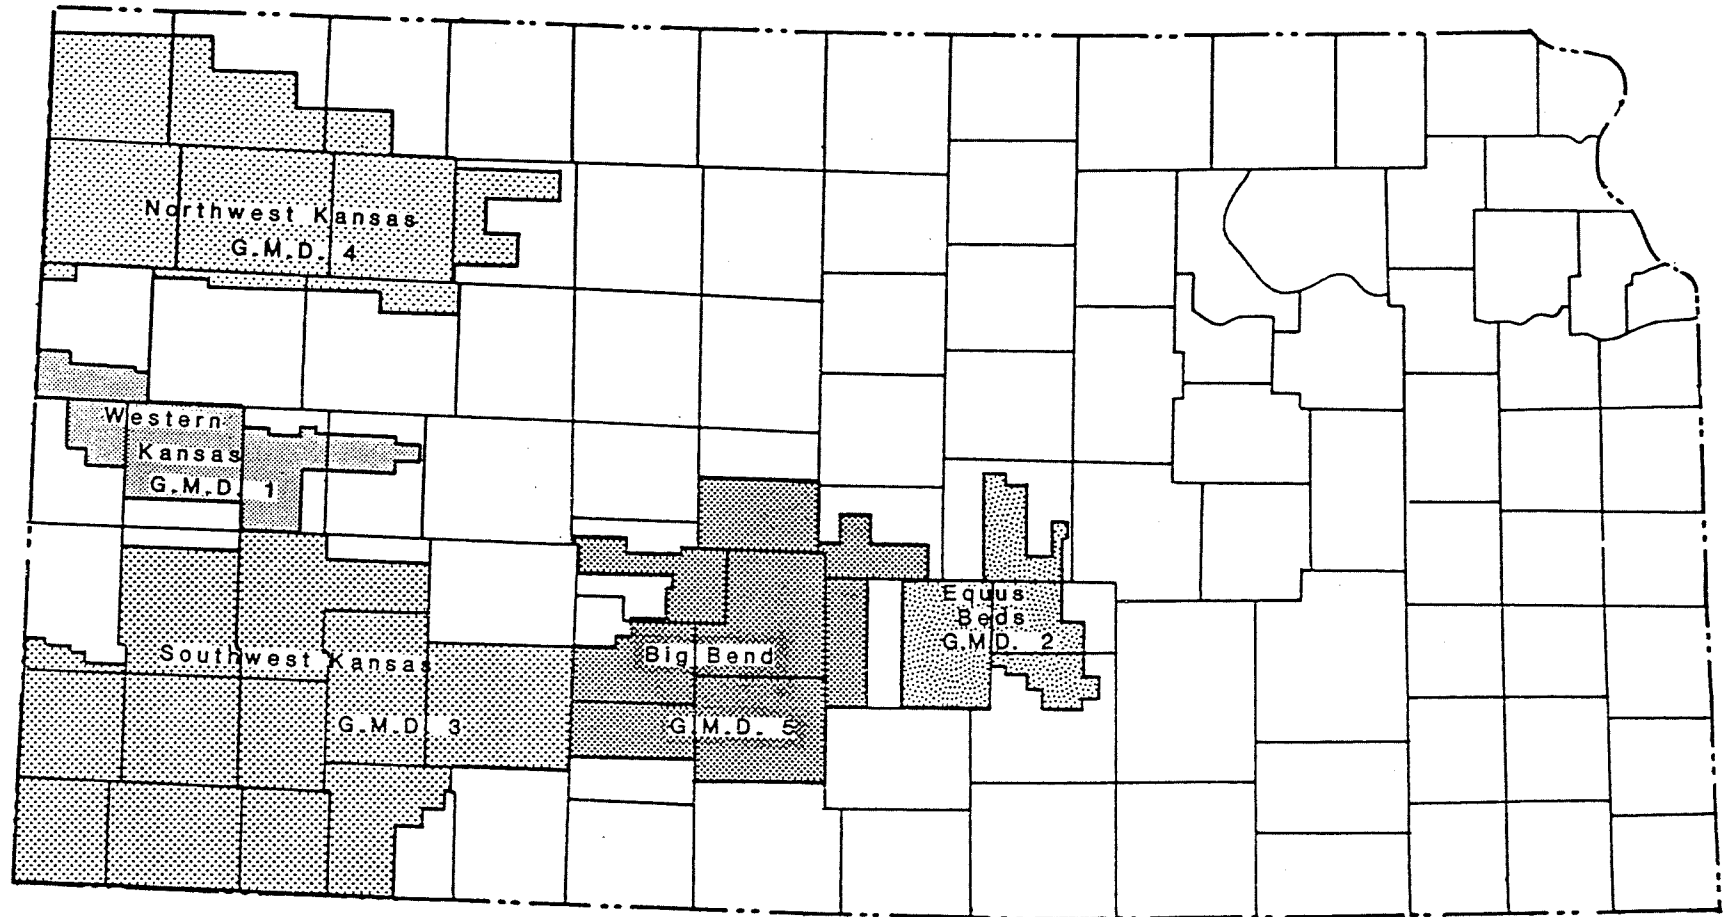 Northwest Kansas
G.M.D. 4
Western
Kansas
G.M.D. 1
Equus
Beds
G.M.D. 2
Southwest Kansas
G.M.D. 3
Big Bend
G.M.D. 5